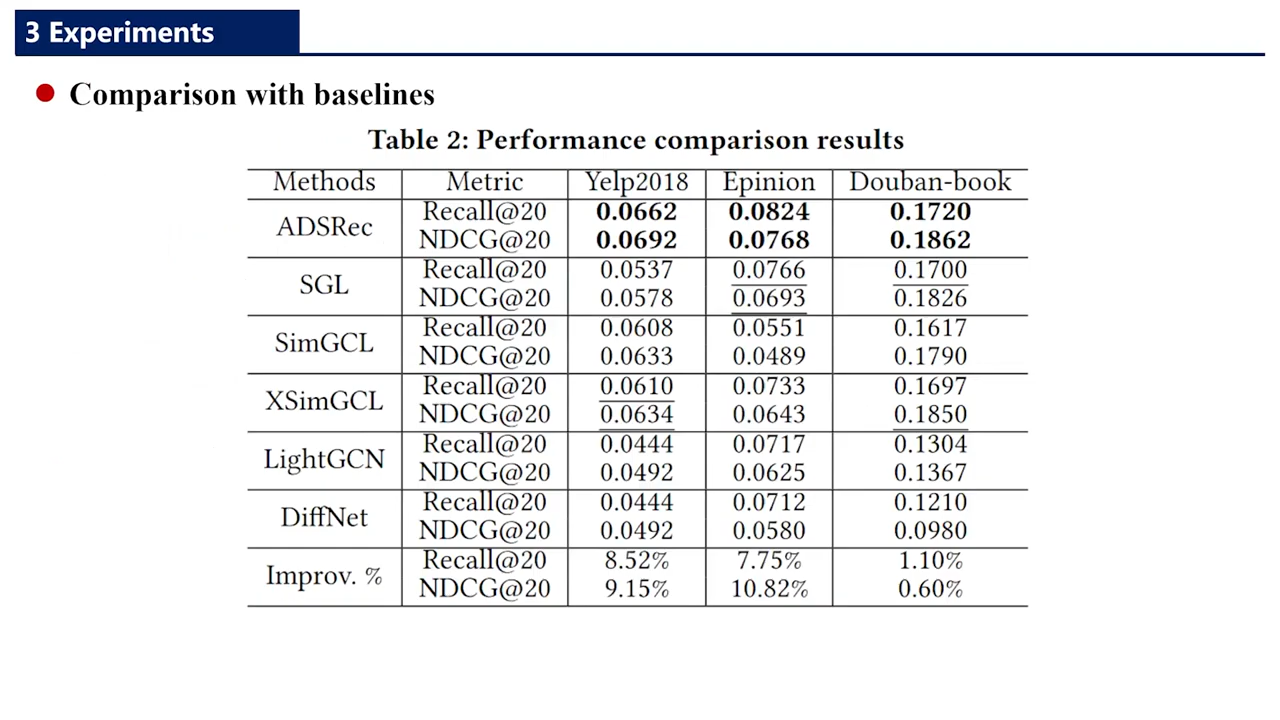 3 Experiments
Comparison with baselines
Table 2: Performance comparison results
Methods Metric Yelp2018 Epinion Douban-book
ADSRec Recall@20 0.0662 0.0824 0.1720
NDCG@20 0.0692 0.0768 0.1862
SGL Recall@20 0.0537 0.0766 0.1700
NDCG@20 0.0578 0.0693 0.1826
SimGCL Recall@20 0.0608 0.0551 0.1617
NDCG@20 0.0633 0.0489 0.1790
XSimGCL Recall@20 0.0610 0.0733 0.1697
NDCG@20 0.0634 0.0643 0.1850
LightGCN Recall@20 0.0444 0.0717 0.1304
NDCG@20 0.0492 0.0625 0.1367
DiffNet Recall@20 0.0444 0.0712 0.1210
NDCG@20 0.0492 0.0580 0.0980
Improv. % Recall@20 8.52% 7.75% 1.10%
NDCG@20 9.15% 10.82% 0.60%